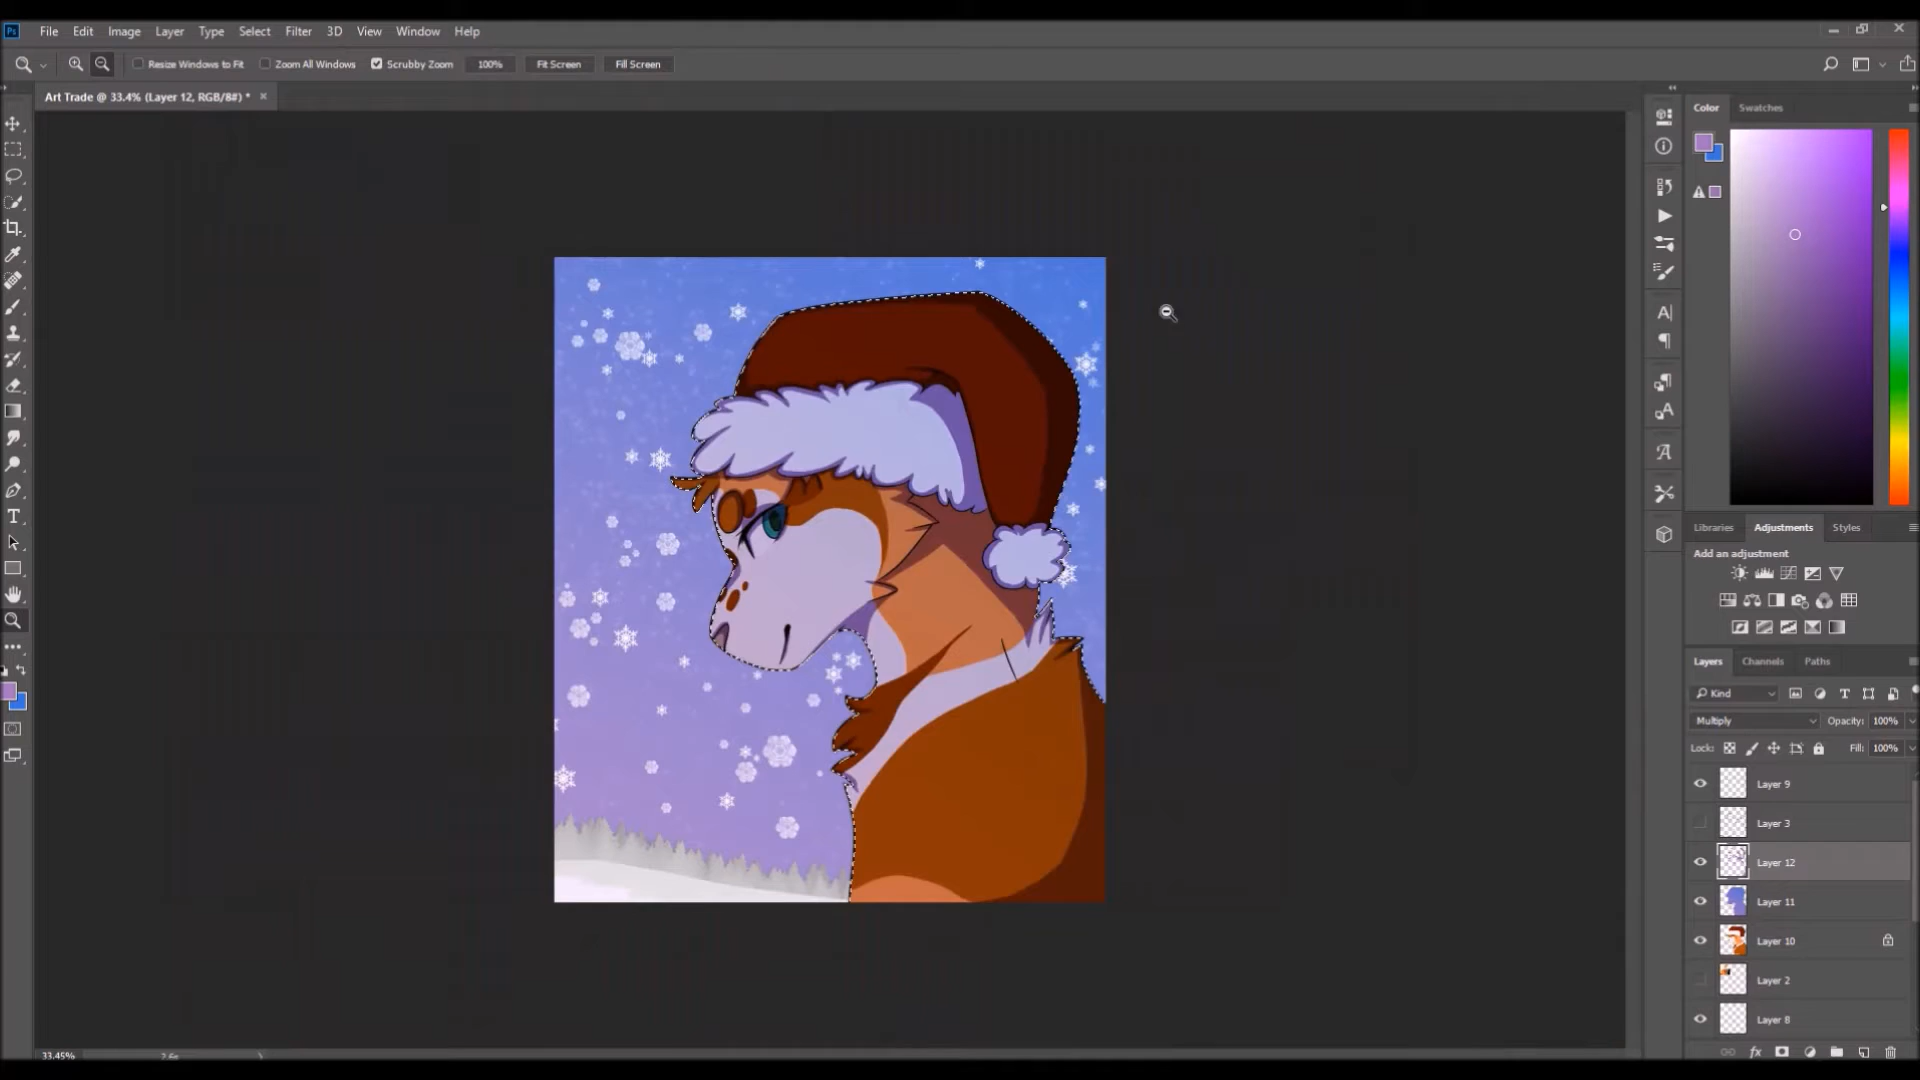 Ps File Edit Image Layer Type Select Filter 3D View Window Help
Resize Windows to Fit Zoom All Windows Scrubby Zoom 100% Fit Screen Fill Screen
Art Trade @ 33.4% (Layer 12, RGB/8#) * ×
Color Swatches
Libraries Adjustments Styles
Add an adjustment
Layers Channels Paths
Kind
Multiply Opacity: 100%
Lock: Fill: 100%
Layer 9
Layer 3
Layer 12
Layer 11
Layer 10
Layer 2
Layer 8
fx
33.45%